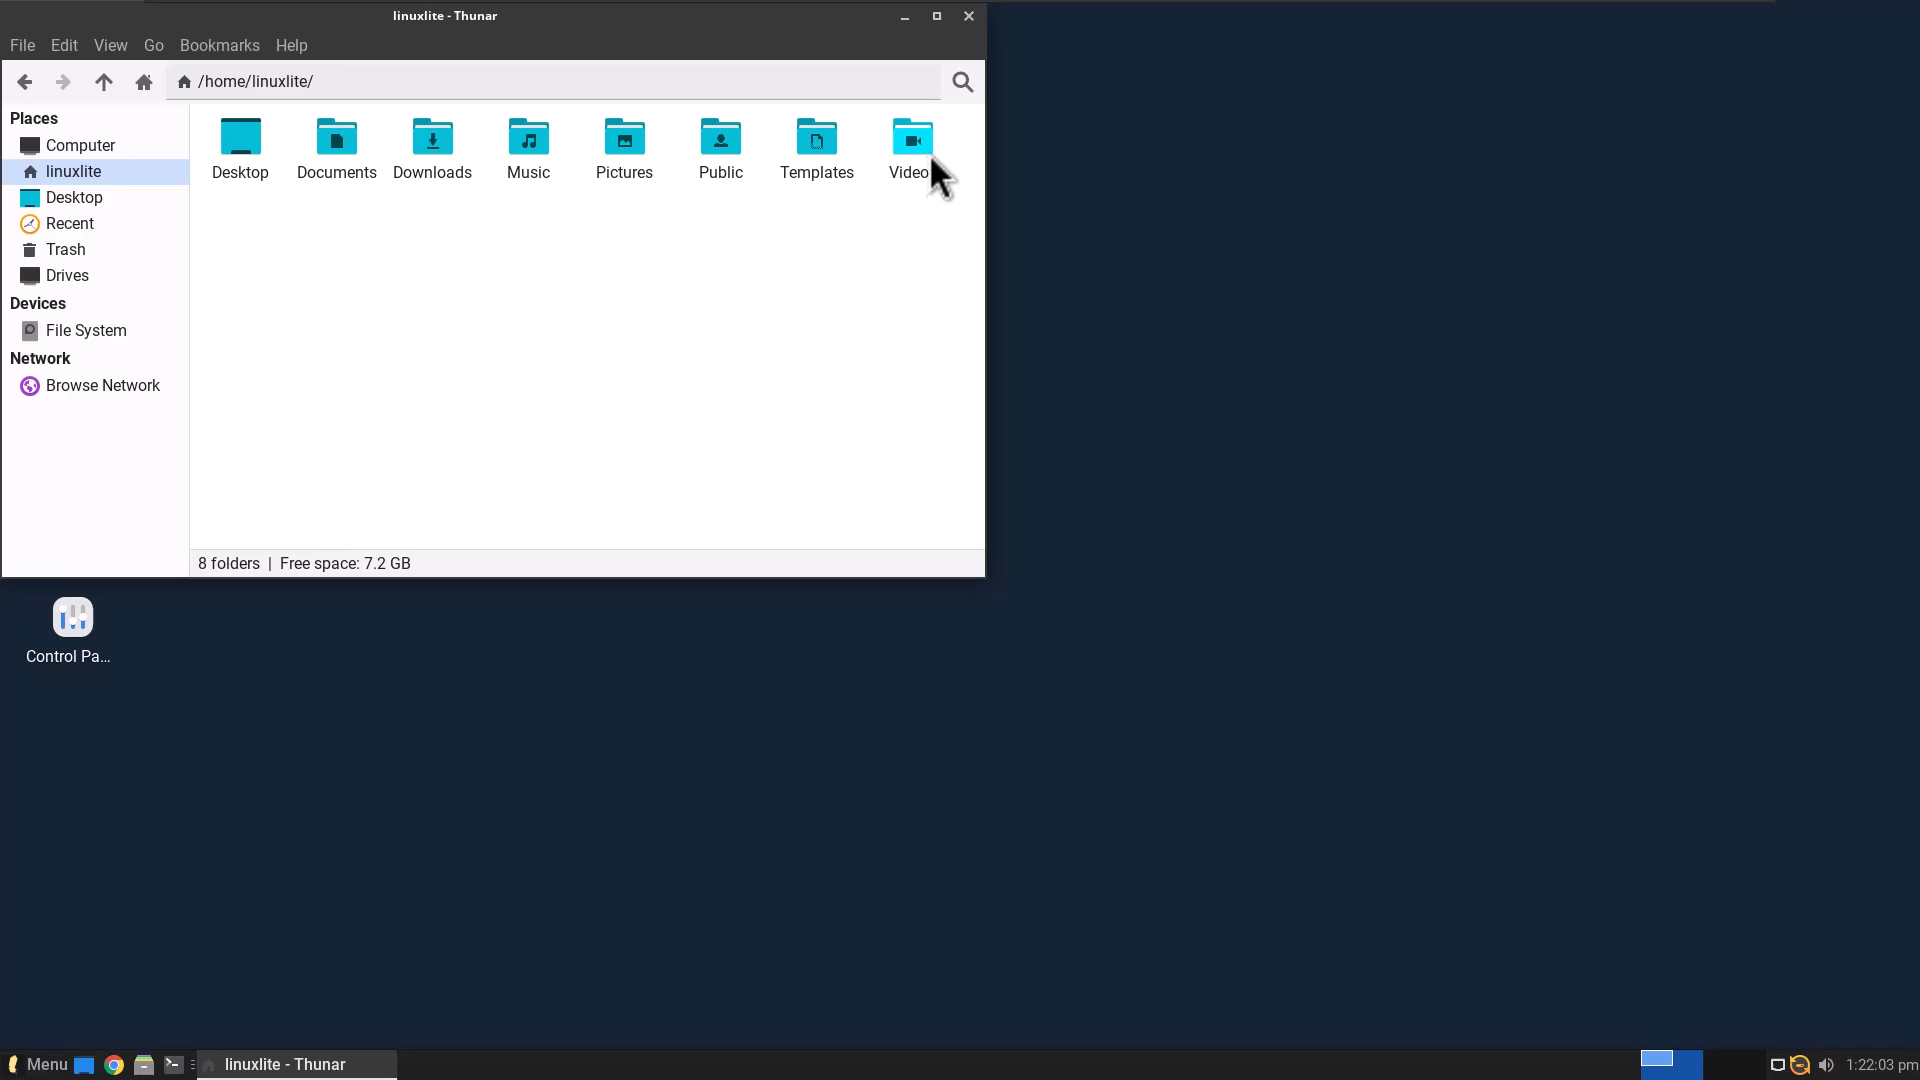 linuxlite - Thunar
File Edit View Go Bookmarks Help
/home/linuxlite/
Places
Computer
linuxlite
Desktop
Recent
Trash
Drives
Devices
File System
Network
Browse Network
Desktop Documents Downloads Music Pictures Public Templates Video
8 folders | Free space: 7.2 GB
Control Pa...
Menu linuxlite - Thunar 1:22:03 pm